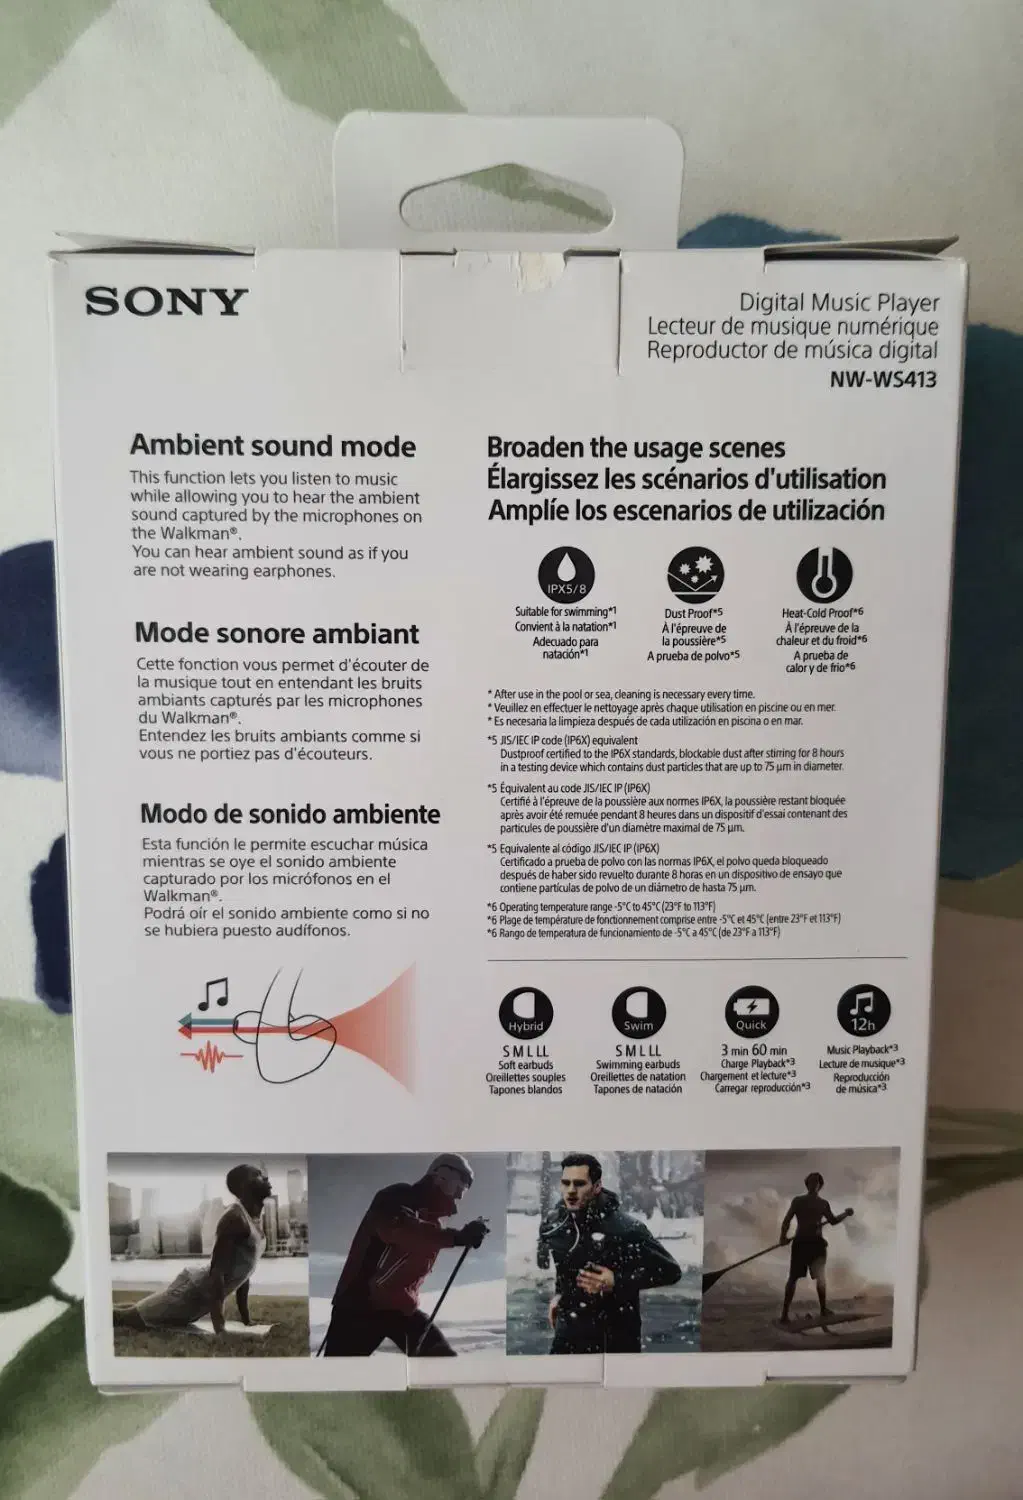 SONY
Digital Music Player
Lecteur de musique numérique
Reproductor de música digital
NW-WS413
Ambient sound mode
This function lets you listen to music
while allowing you to hear the ambient
sound captured by the microphones on
the Walkman®.
You can hear ambient sound as if you
are not wearing earphones.
Mode sonore ambiant
Cette fonction vous permet d'écouter de
la musique tout en entendant les bruits
ambiants capturés par les microphones
du Walkman®.
Entendez les bruits ambiants comme si
vous ne portiez pas d'écouteurs.
Modo de sonido ambiente
Esta función le permite escuchar música
mientras se oye el sonido ambiente
capturado por los micrófonos en el
Walkman®.
Podrá oír el sonido ambiente como si no
se hubiera puesto audífonos.
Broaden the usage scenes
Élargissez les scénarios d'utilisation
Amplíe los escenarios de utilización
IPX5/8
Suitable for swimming*1
Convient à la natation*1
Adecuado para
natación*1
Dust Proof*5
À l'épreuve de
la poussière*5
A prueba de polvo*5
Heat-Cold Proof*6
À l'épreuve de la
chaleur et du froid*6
A prueba de
calor y de frio*6
* After use in the pool or sea, cleaning is necessary every time.
* Veuillez en effectuer le nettoyage après chaque utilisation en piscine ou en mer.
* Es necesaria la limpieza después de cada utilización en piscina o en mar.
*5 JIS/IEC IP code (IP6X) equivalent
Dustproof certified to the IP6X standards, blockable dust after stirring for 8 hours
in a testing device which contains dust particles that are up to 75 μm in diameter.
*5 Équivalent au code JIS/IEC IP (IP6X)
Certifié à l'épreuve de la poussière aux normes IP6X, la poussière restant bloquée
après avoir été remuée pendant 8 heures dans un dispositif d'essai contenant des
particules de poussière d'un diamètre maximal de 75 μm.
*5 Equivalente al código JIS/IEC IP (IP6X)
Certificado a prueba de polvo con las normas IP6X, el polvo queda bloqueado
después de haber sido revuelto durante 8 horas en un dispositivo de ensayo que
contiene partículas de polvo de un diámetro de hasta 75 μm.
*6 Operating temperature range -5°C to 45°C (23°F to 113°F)
*6 Plage de température de fonctionnement comprise entre -5°C et 45°C (entre 23°F et 113°F)
*6 Rango de temperatura de funcionamiento de -5°C a 45°C (de 23°F a 113°F)
Hybrid
S M L LL
Soft earbuds
Oreillettes souples
Tapones blandos
Swim
S M L LL
Swimming earbuds
Oreillettes de natation
Tapones de natación
Quick
3 min 60 min
Charge Playback*3
Chargement et lecture*3
Carregar reproducción*3
12h
Music Playback*3
Lecture de musique*3
Reproducción
de música*3